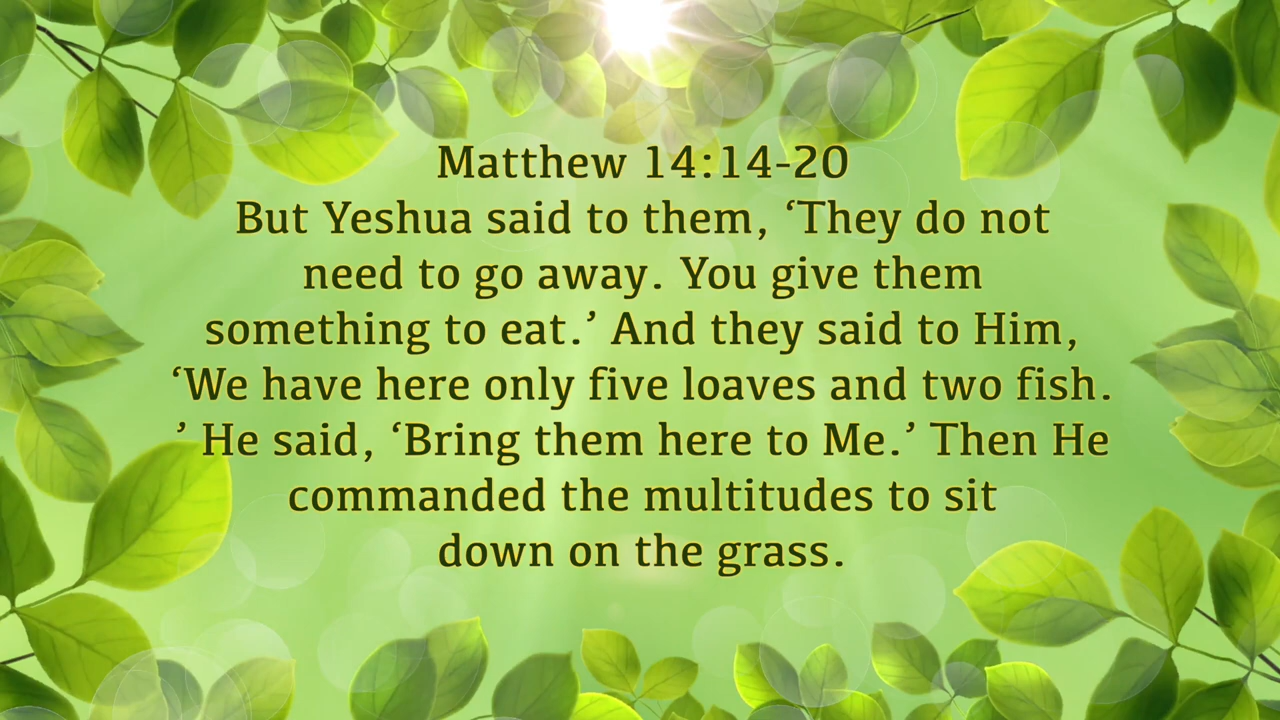 Matthew 14:14-20
But Yeshua said to them, ‘They do not
need to go away. You give them
something to eat.’ And they said to Him,
‘We have here only five loaves and two fish.
’ He said, ‘Bring them here to Me.’ Then He
commanded the multitudes to sit
down on the grass.